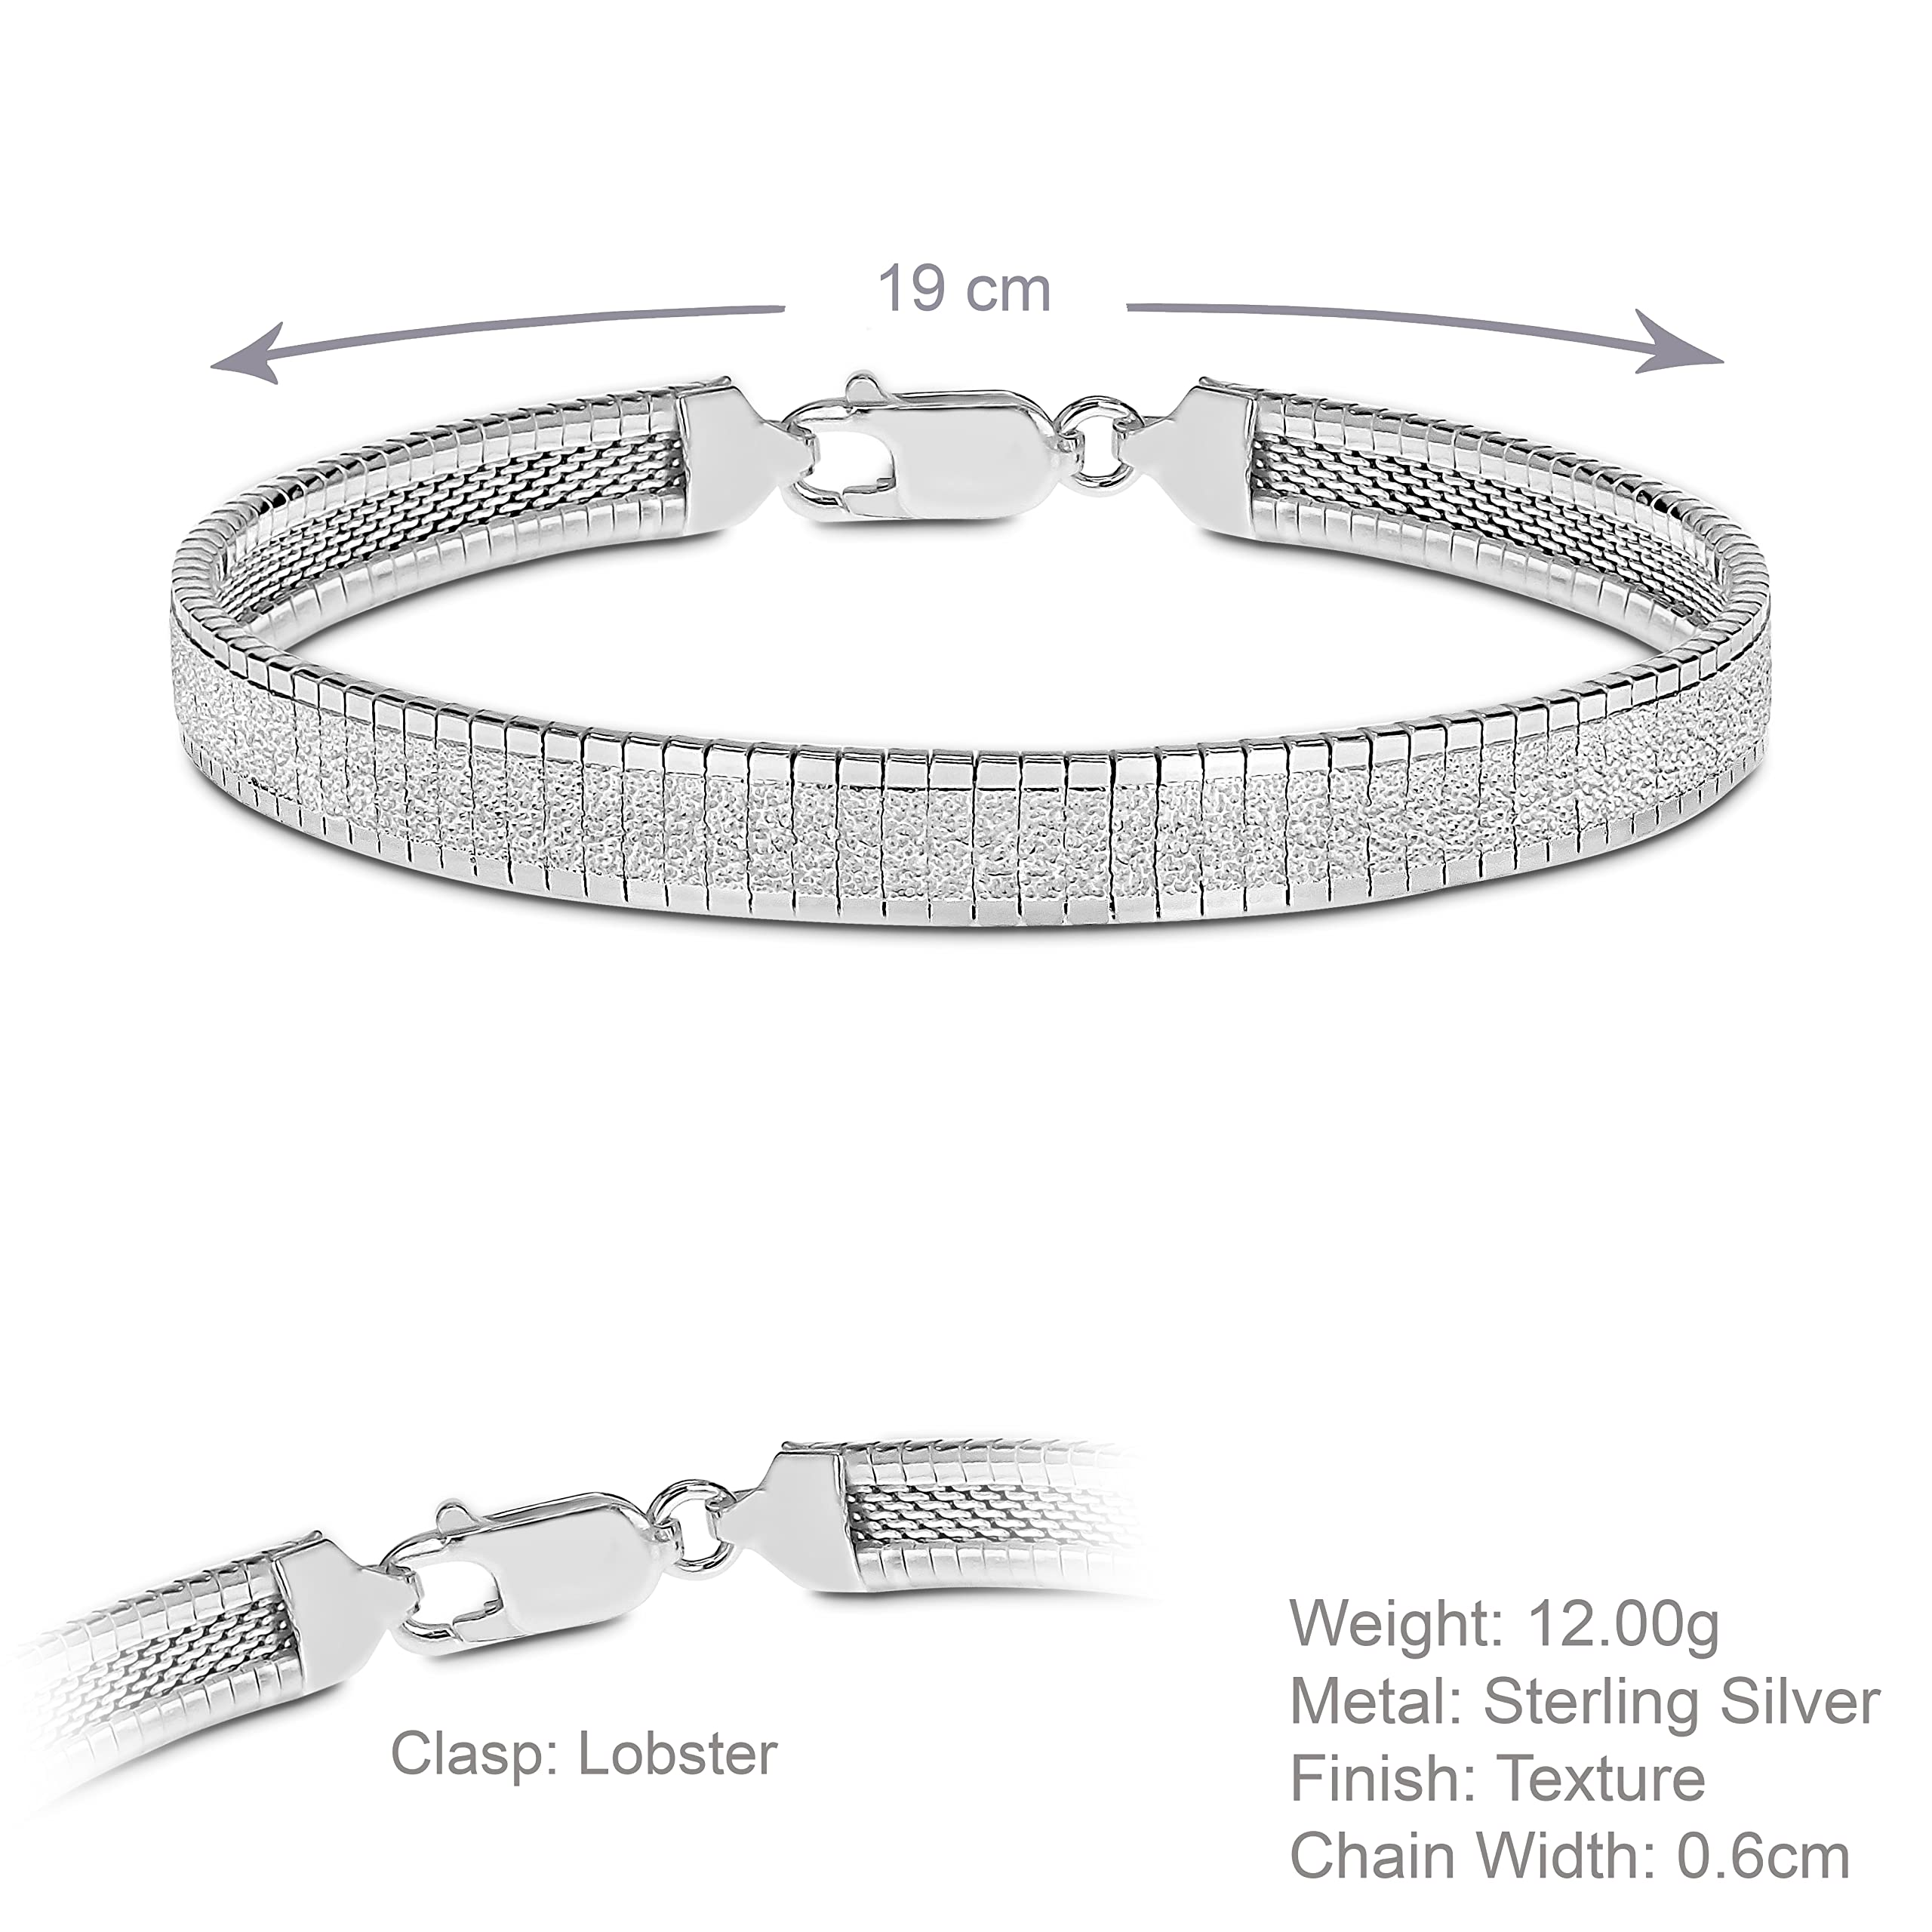 19 cm
Clasp: Lobster
Weight: 12.00g
Metal: Sterling Silver
Finish: Texture
Chain Width: 0.6cm